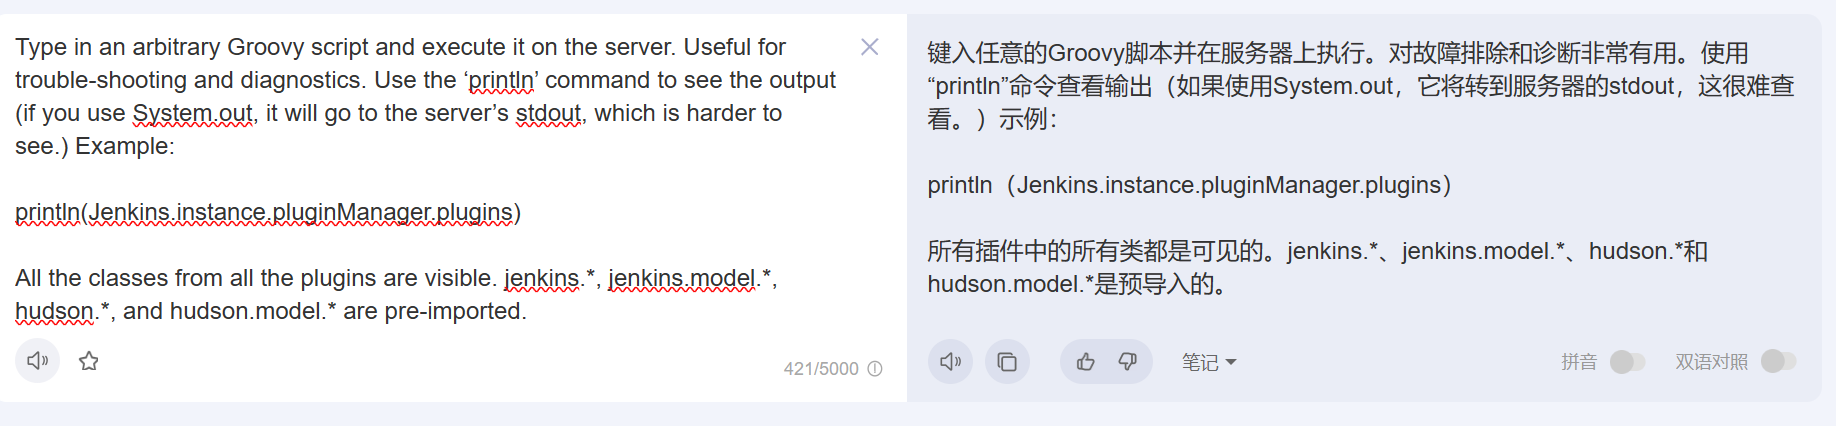 Type in an arbitrary Groovy script and execute it on the server. Useful for
trouble-shooting and diagnostics. Use the ‘println’ command to see the output
(if you use System.out, it will go to the server’s stdout, which is harder to
see.) Example:
println(Jenkins.instance.pluginManager.plugins)
All the classes from all the plugins are visible. jenkins.*, jenkins.model.*,
hudson.*, and hudson.model.* are pre-imported.
421/5000
键入任意的Groovy脚本并在服务器上执行。对故障排除和诊断非常有用。使用
“println”命令查看输出（如果使用System.out，它将转到服务器的stdout，这很难查
看。）示例：
println（Jenkins.instance.pluginManager.plugins）
所有插件中的所有类都是可见的。jenkins.*、jenkins.model.*、hudson.*和
hudson.model.*是预导入的。
笔记
拼音
双语对照